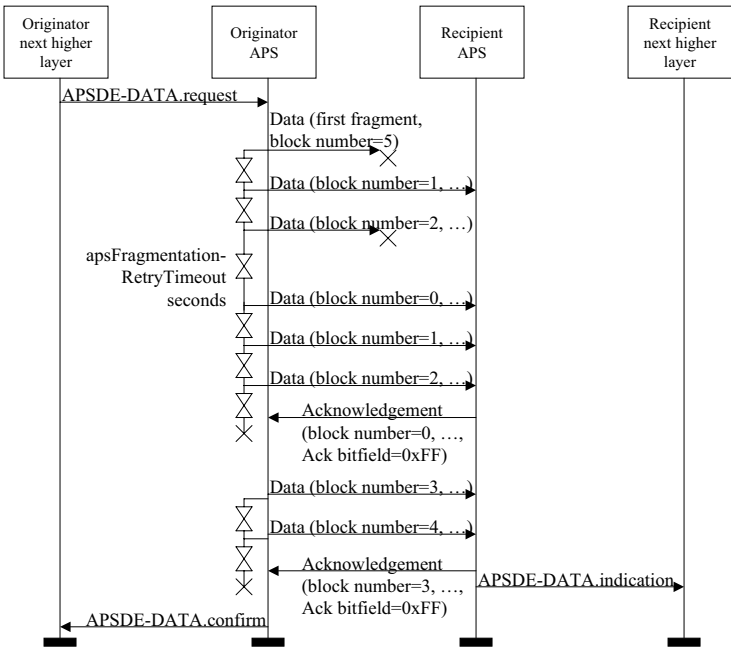 Originator
next higher
layer
Originator
APS
Recipient
APS
Recipient
next higher
layer
APSDE-DATA.request
Data (first fragment,
block number=5)
Data (block number=1, …)
Data (block number=2, …)
apsFragmentation-
RetryTimeout
seconds
Data (block number=0, …)
Data (block number=1, …)
Data (block number=2, …)
Acknowledgement
(block number=0, …,
Ack bitfield=0xFF)
Data (block number=3, …)
Data (block number=4, …)
Acknowledgement
(block number=3, …,
Ack bitfield=0xFF)
APSDE-DATA.indication
APSDE-DATA.confirm